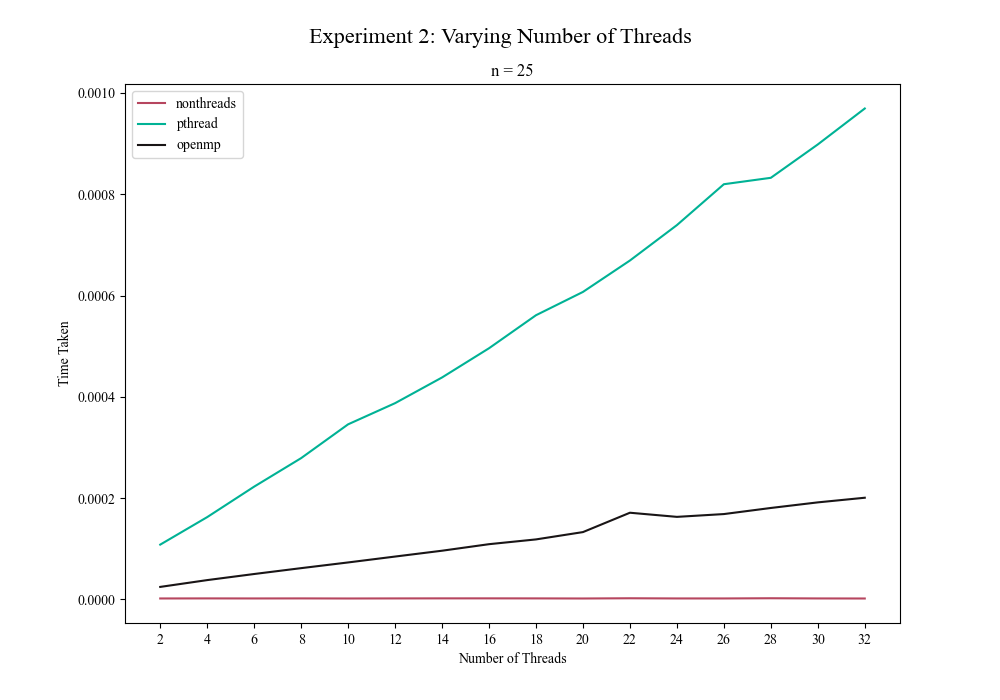 Experiment 2: Varying Number of Threads
n = 25
nonthreads
pthread
openmp
0.0010
0.0008
0.0006
0.0004
0.0002
0.0000
Time Taken
2 4 6 8 10 12 14 16 18 20 22 24 26 28 30 32
Number of Threads